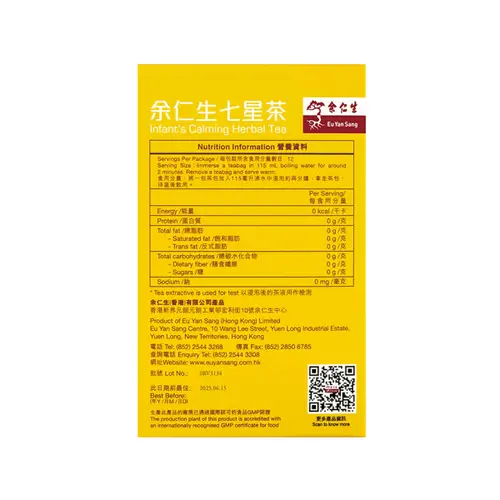 余仁生七星茶
Infant's Calming Herbal Tea
余仁生
Eu Yan Sang
Nutrition Information 營養資料
Servings Per Package / 每包裝所含食用分量數目: 12
Serving Size: Immerse a teabag in 115 mL boiling water for around
2 minutes. Remove a teabag and serve warm.
食用分量: 將一包茶包放入115毫升沸水中浸泡約兩分鐘，拿走茶包，
待溫後飲用。
Per Serving/
每食用分量
Energy /能量 0 kcal /千卡
Protein /蛋白質 0 g /克
Total fat /總脂肪 0 g /克
- Saturated fat /飽和脂肪 0 g /克
- Trans fat /反式脂肪 0 g /克
Total carbohydrates /總碳水化合物 0 g /克
- Dietary fiber /膳食纖維 0 g /克
- Sugars /糖 0 g /克
Sodium /鈉 0 mg /毫克
* Tea extractive is used for test 以浸泡後的茶液用作檢測
余仁生(香港)有限公司產品
香港新界元朗元朗工業邨宏利街10號余仁生中心
Product of Eu Yan Sang (Hong Kong) Limited
Eu Yan Sang Centre, 10 Wang Lee Street, Yuen Long Industrial Estate,
Yuen Long, New Territories, Hong Kong
電話 Tel: (852) 2544 3268 傳真 Fax: (852) 2850 6785
查詢電話 Enquiry Tel: (852) 2544 3308
網址 Website: www.euyansang.com.hk
批號 Lot No.:
此日期前最佳: 2025.06.15
Best Before:
(年Y /月M /日D)
生產此產品的廠房已通過國際認可的食品GMP認證
The production plant of this product is accredited with
an internationally recognised GMP certificate for food
更多產品資訊
Scan to know more